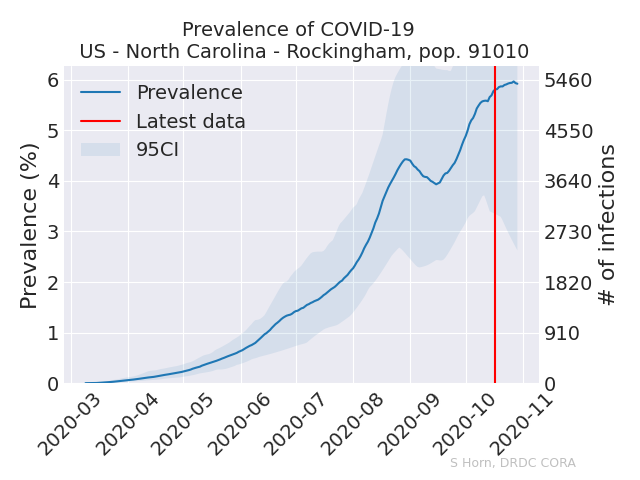 Prevalence of COVID-19
US - North Carolina - Rockingham, pop. 91010
Prevalence
Latest data
95CI
Prevalence (%)
6
5
4
3
2
1
0
5460
4550
3640
2730
1820
910
0
# of infections
2020-03
2020-04
2020-05
2020-06
2020-07
2020-08
2020-09
2020-10
2020-11
S Horn, DRDC CORA